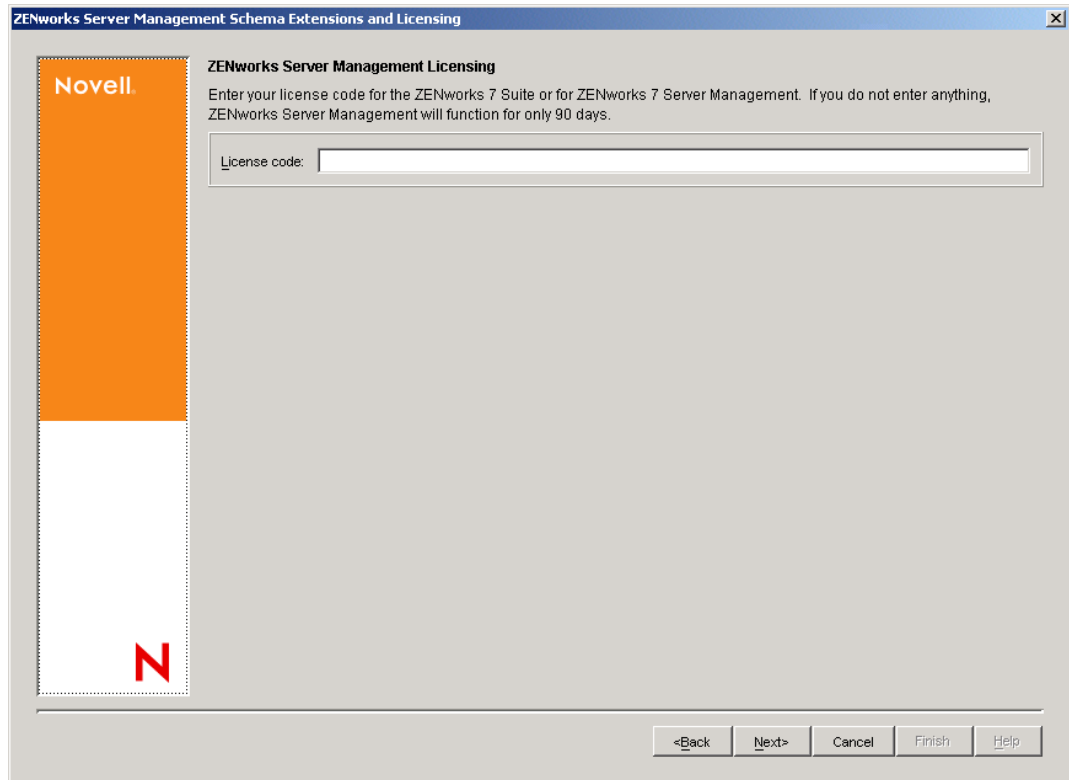 ZENworks Server Management Schema Extensions and Licensing
Novell.
ZENworks Server Management Licensing
Enter your license code for the ZENworks 7 Suite or for ZENworks 7 Server Management. If you do not enter anything,
ZENworks Server Management will function for only 90 days.
License code:
N
<Back Next> Cancel Finish Help